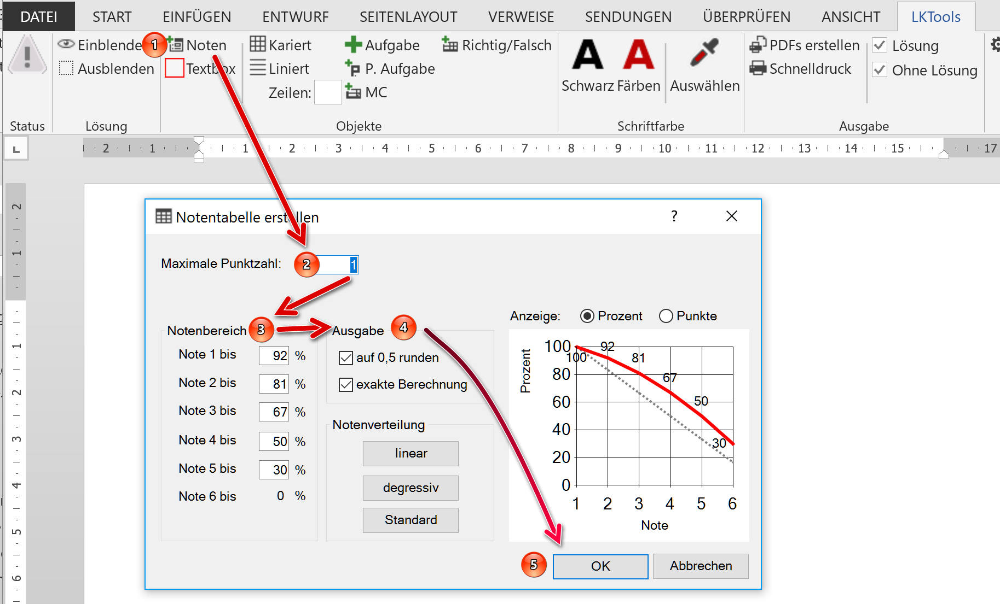 DATEI START EINFÜGEN ENTWURF SEITENLAYOUT VERWEISE SENDUNGEN ÜBERPRÜFEN ANSICHT LKTools
Einblende 1 Noten Kariert Aufgabe Richtig/Falsch
Ausblenden Textbox Liniert P. Aufgabe
Zeilen: MC
A A
Schwarz Färben Auswählen
PDFs erstellen Lösung
Schnelldruck Ohne Lösung
Status Lösung Objekte Schriftfarbe Ausgabe
2 1 1 2 3 4 5 6 7 8 9 10 11 12 13 14 15 17
2
1
1
2
3
4
5
6
Notentabelle erstellen ?
Maximale Punktzahl: 2 1
Notenbereich 3
Note 1 bis 92 %
Note 2 bis 81 %
Note 3 bis 67 %
Note 4 bis 50 %
Note 5 bis 30 %
Note 6 bis 0 %
Ausgabe 4
auf 0,5 runden
exakte Berechnung
Notenverteilung
linear
degressiv
Standard
Anzeige: Prozent Punkte
Prozent
100
80
60
40
20
0
100 92 81 67 50 30
1 2 3 4 5 6
Note
5 OK Abbrechen